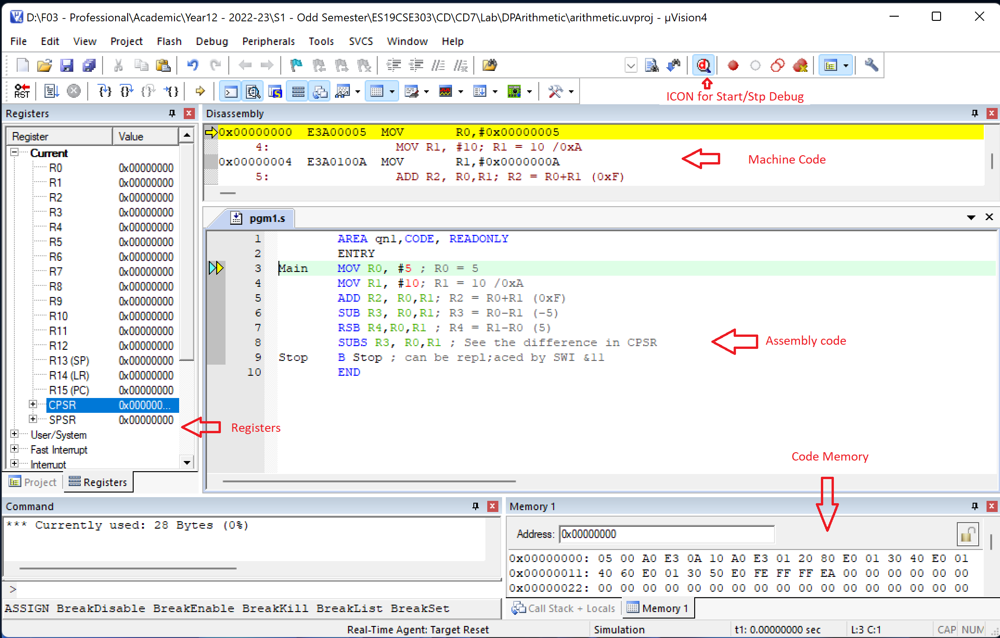 D:\F03 - Professional\Academic\Year12 - 2022-23\S1 - Odd Semester\ES19CSE303\CD\CD7\Lab\DPArithmetic\arithmetic.uvproj - µVision4
File Edit View Project Flash Debug Peripherals Tools SVCS Window Help
RST
ICON for Start/Stp Debug
Registers
Register Value
Current
R0 0x00000000
R1 0x00000000
R2 0x00000000
R3 0x00000000
R4 0x00000000
R5 0x00000000
R6 0x00000000
R7 0x00000000
R8 0x00000000
R9 0x00000000
R10 0x00000000
R11 0x00000000
R12 0x00000000
R13 (SP) 0x00000000
R14 (LR) 0x00000000
R15 (PC) 0x00000000
CPSR 0x000000...
SPSR 0x00000000
User/System
Fast Interrupt
Interrupt
Registers
Project Registers
Disassembly
0x00000000 E3A00005 MOV R0,#0x00000005
4: MOV R1, #10; R1 = 10 /0xA
0x00000004 E3A0100A MOV R1,#0x0000000A
5: ADD R2, R0,R1; R2 = R0+R1 (0xF)
Machine Code
pgm1.s
1 AREA qn1,CODE, READONLY
2 ENTRY
3 Main MOV R0, #5 ; R0 = 5
4 MOV R1, #10; R1 = 10 /0xA
5 ADD R2, R0,R1; R2 = R0+R1 (0xF)
6 SUB R3, R0,R1; R3 = R0-R1 (-5)
7 RSB R4,R0,R1 ; R4 = R1-R0 (5)
8 SUBS R3, R0,R1 ; See the difference in CPSR
9 Stop B Stop ; can be repl;aced by SWI &11
10 END
Assembly code
Code Memory
Command
*** Currently used: 28 Bytes (0%)
>
ASSIGN BreakDisable BreakEnable BreakKill BreakList BreakSet
Memory 1
Address: 0x00000000
0x00000000: 05 00 A0 E3 0A 10 A0 E3 01 20 80 E0 01 30 40 E0 01
0x00000011: 40 60 E0 01 30 50 E0 FE FF FF EA 00 00 00 00 00 00
0x00000022: 00 00 00 00 00 00 00 00 00 00 00 00 00 00 00 00 00
Call Stack + Locals Memory 1
Real-Time Agent: Target Reset Simulation t1: 0.00000000 sec L:3 C:1 CAP NUM